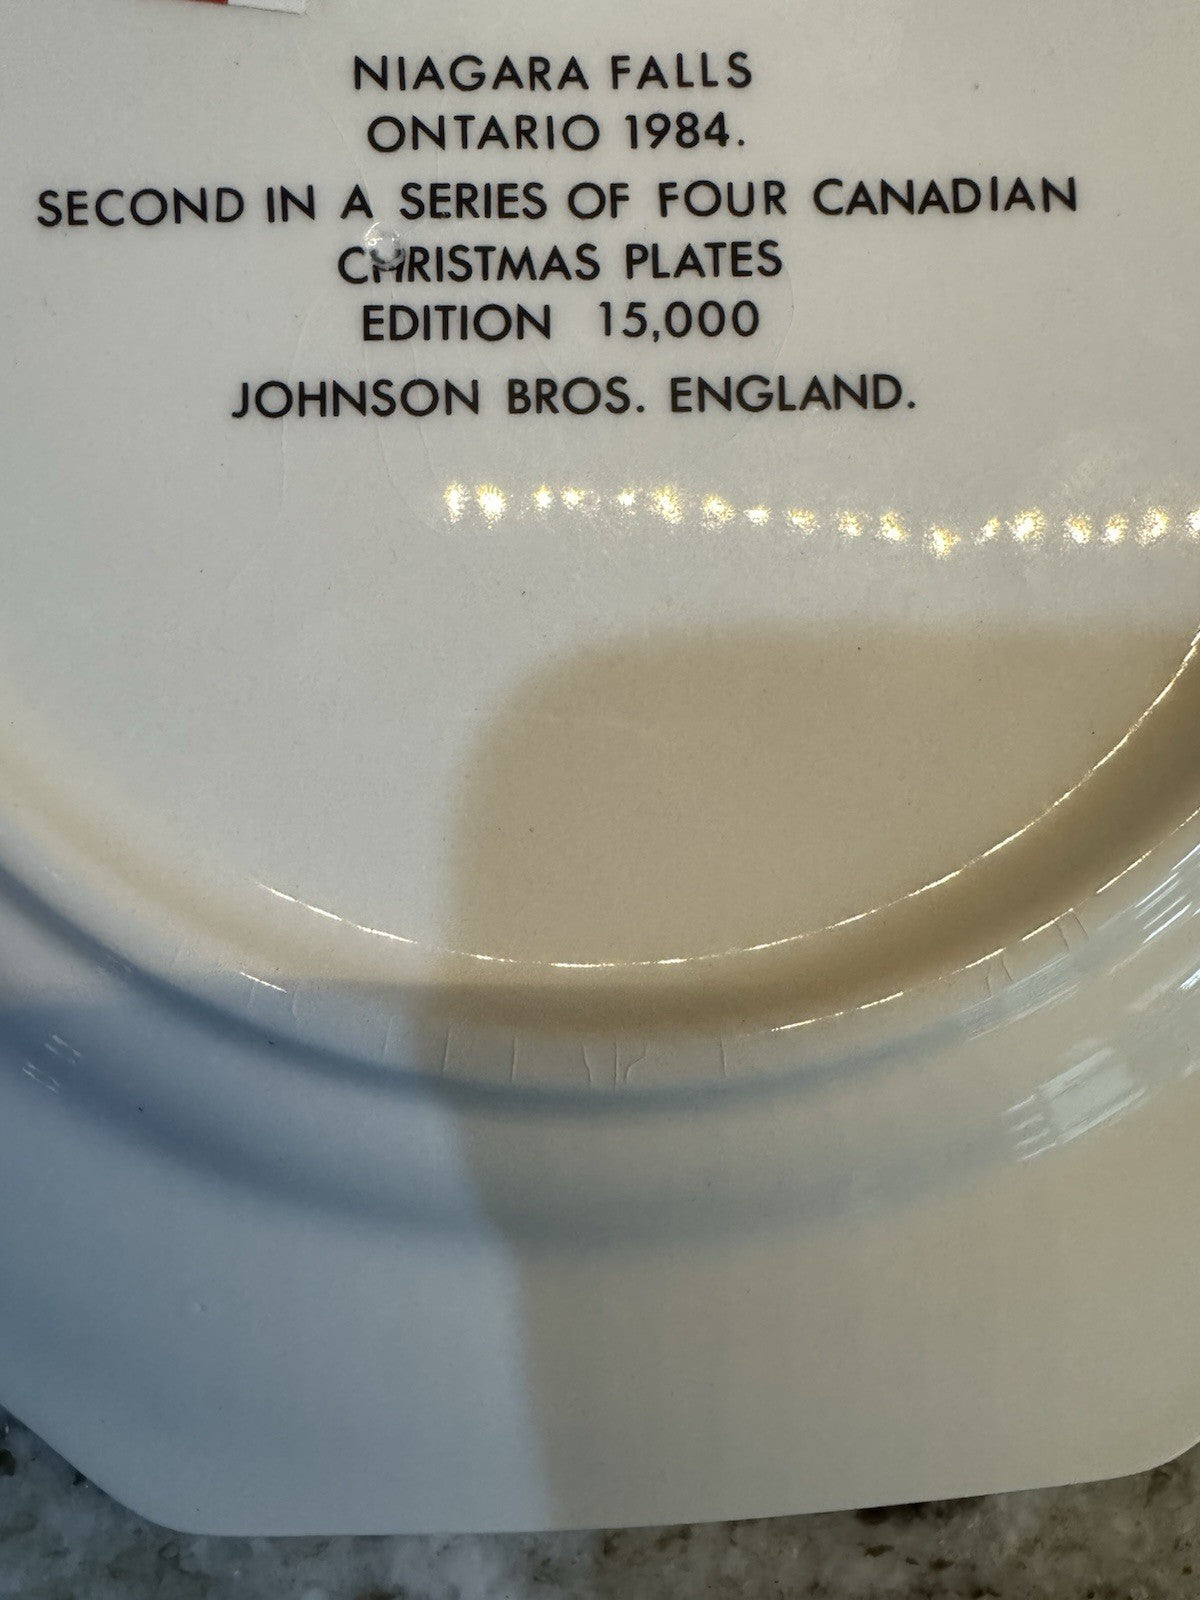 NIAGARA FALLS
ONTARIO 1984.
SECOND IN A SERIES OF FOUR CANADIAN
CHRISTMAS PLATES
EDITION 15,000
JOHNSON BROS. ENGLAND.